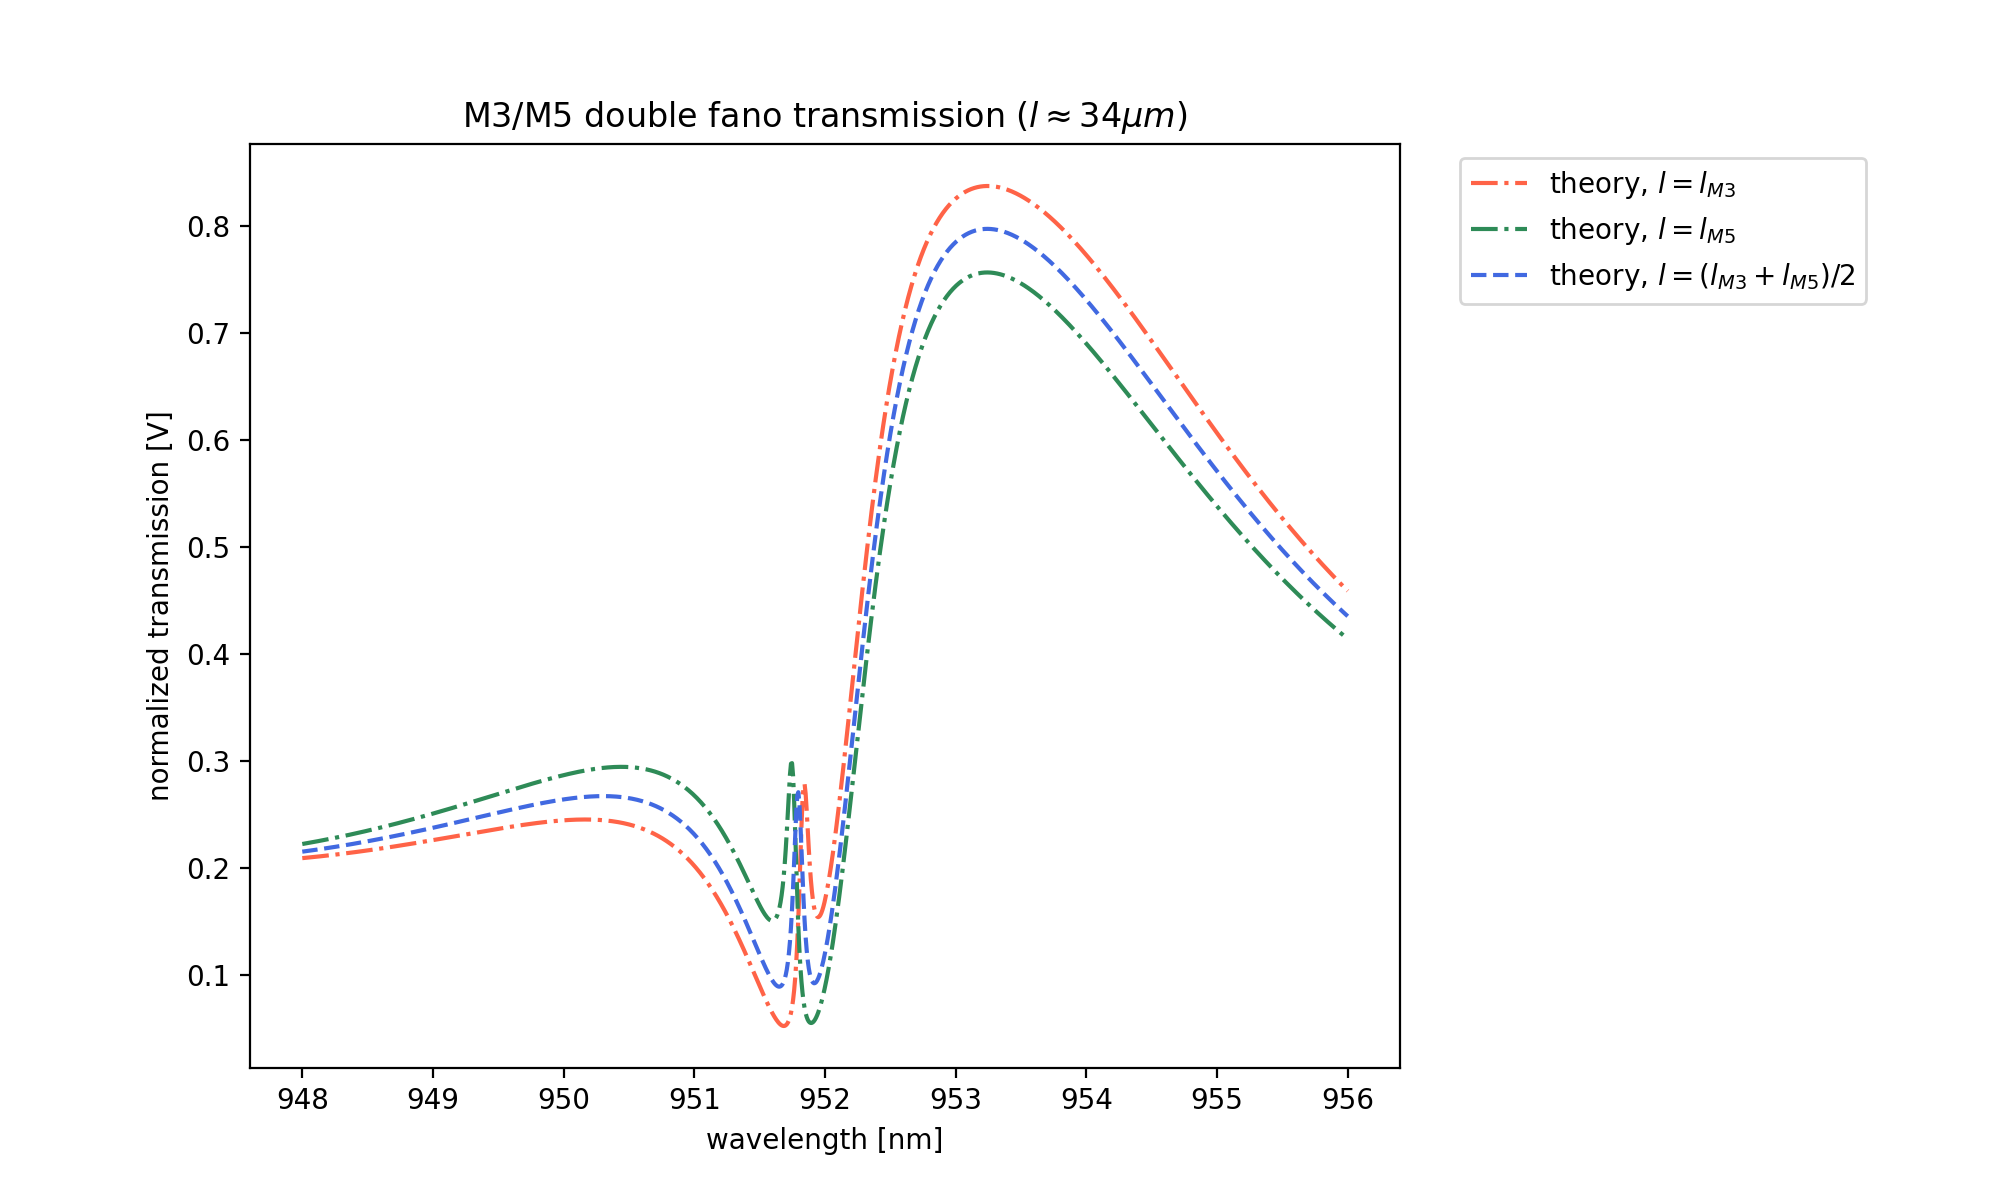 M3/M5 double fano transmission (l ≈ 34μm)
theory, l = l_M3
theory, l = l_M5
theory, l = (l_M3 + l_M5)/2
normalized transmission [V]
0.8
0.7
0.6
0.5
0.4
0.3
0.2
0.1
948 949 950 951 952 953 954 955 956
wavelength [nm]